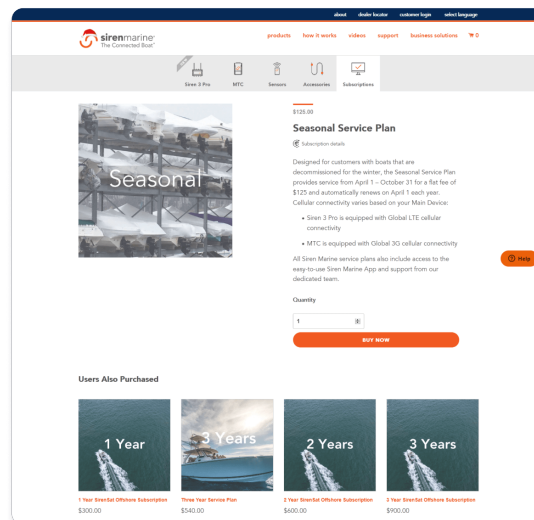 about dealer locator customer login select language
sirenmarine
The Connected Boat
products how it works videos support business solutions 0
Siren 3 Pro MTC Sensors Accessories Subscriptions
Seasonal
$125.00
Seasonal Service Plan
Subscription details
Designed for customers with boats that are
decommissioned for the winter, the Seasonal Service Plan
provides service from April 1 – October 31 for a flat fee of
$125 and automatically renews on April 1 each year.
Cellular connectivity varies based on your Main Device:
• Siren 3 Pro is equipped with Global LTE cellular
connectivity
• MTC is equipped with Global 3G cellular connectivity
All Siren Marine service plans also include access to the
easy-to-use Siren Marine App and support from our
dedicated team.
Help
Quantity
1
BUY NOW
Users Also Purchased
1 Year 3 Years 2 Years 3 Years
1 Year SirenSat Offshore Subscription Three Year Service Plan 2 Year SirenSat Offshore Subscription 3 Year SirenSat Offshore Subscription
$300.00 $540.00 $600.00 $900.00